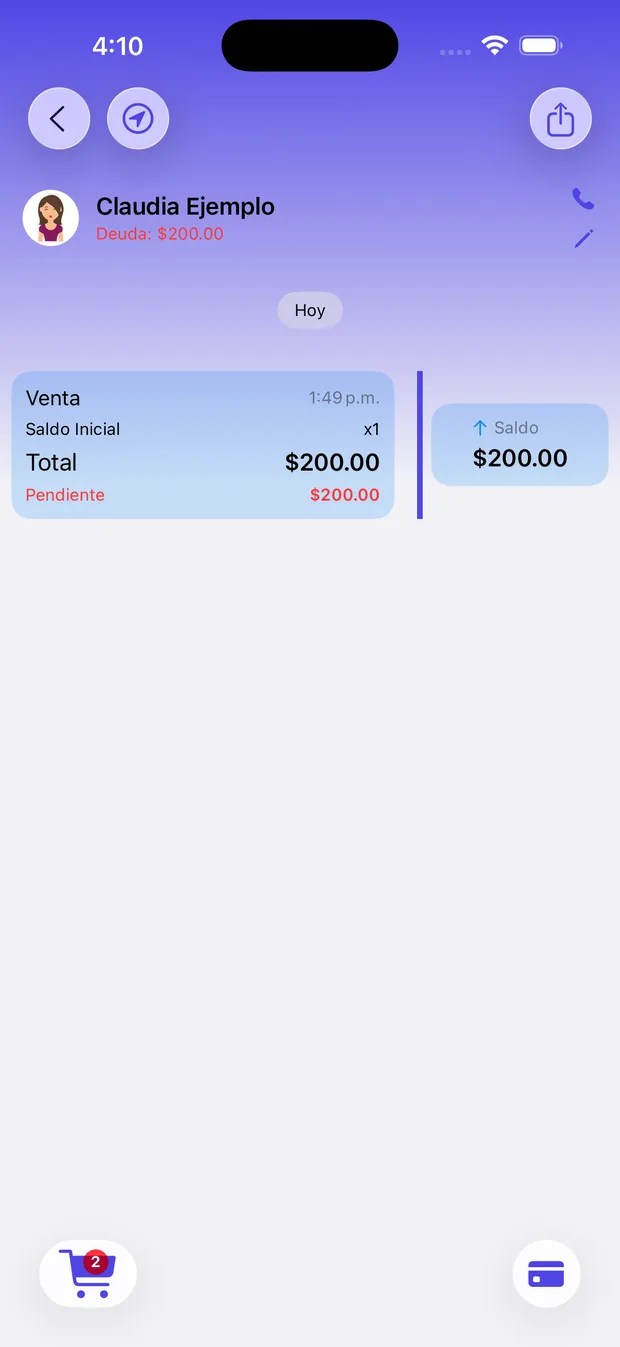 4:10
Claudia Ejemplo
Deuda: $200.00
Hoy
Venta 1:49 p.m.
Saldo Inicial x1
Total $200.00
Pendiente $200.00
Saldo
$200.00
2